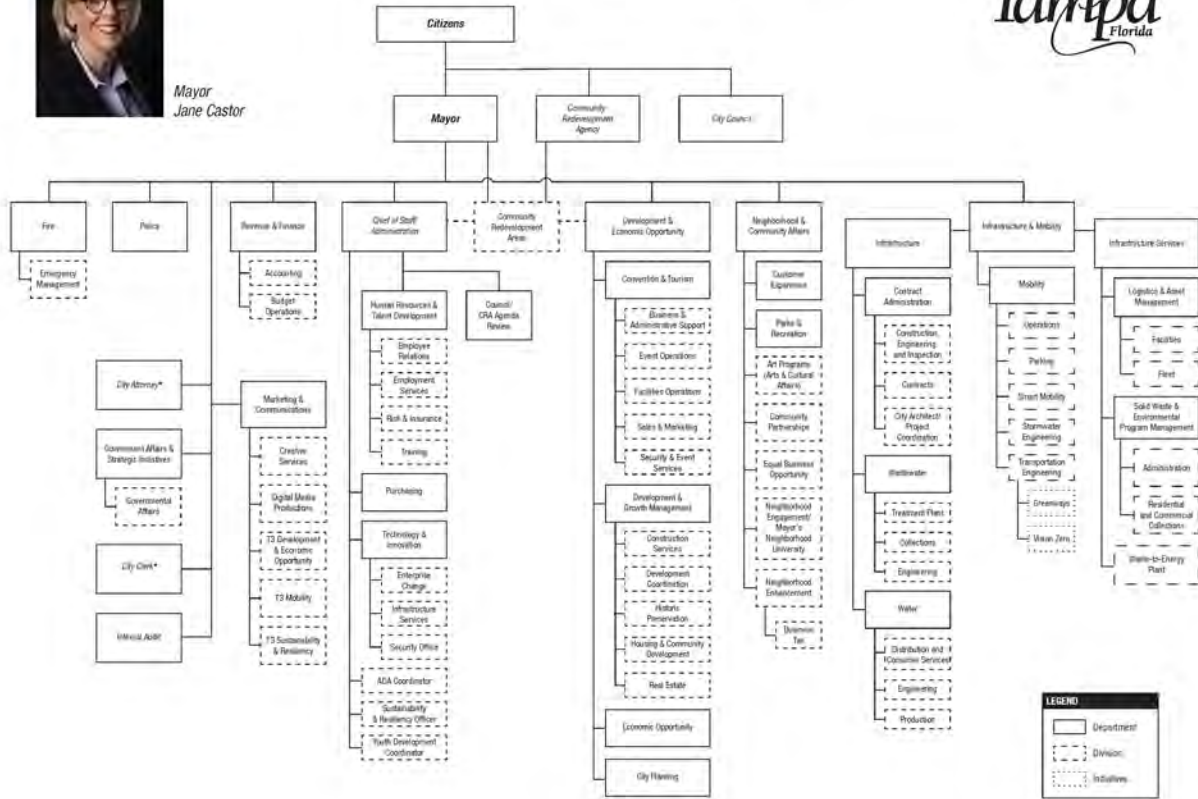 Tampa
Florida
Mayor
Jane Castor
Citizens
Mayor
Community
Redevelopment
Agency
City Council
Fire
Police
Revenue & Finance
Chief of Staff/
Administration
Community
Redevelopment
Areas
Development &
Economic Opportunity
Neighborhood &
Community Affairs
Infrastructure
Infrastructure & Mobility
Infrastructure Services
Emergency
Management
Accounting
Budget
Operations
Human Resources &
Talent Development
Council/
CRA Agenda
Review
Employee
Relations
Employment
Services
Risk & Insurance
Training
Purchasing
Technology &
Innovation
Enterprise
Change
Infrastructure
Services
Security Office
ADA Coordinator
Sustainability
& Resiliency Officer
Youth Development
Coordinator
City Attorney*
Government Affairs &
Strategic Initiatives
Governmental
Affairs
City Clerk*
Internal Audit
Marketing &
Communications
Creative
Services
Digital Media
Productions
T3 Development
& Economic
Opportunity
T3 Mobility
T3 Sustainability
& Resiliency
Convention & Tourism
Business &
Administrative Support
Event Operations
Facilities Operations
Sales & Marketing
Security & Event
Services
Development &
Growth Management
Construction
Services
Development
Coordination
Historic
Preservation
Housing & Community
Development
Real Estate
Economic Opportunity
City Planning
Customer
Experience
Parks &
Recreation
Art Programs
(Arts & Cultural
Affairs)
Community
Partnerships
Equal Business
Opportunity
Neighborhood
Engagement/
Mayor's
Neighborhood
University
Neighborhood
Enhancement
Business
Tax
Contract
Administration
Construction,
Engineering
and Inspection
Contracts
City Architect/
Project
Coordination
Wastewater
Treatment Plants
Collections
Engineering
Water
Distribution and
(Consumer Services)
Engineering
Production
Mobility
Operations
Parking
Smart Mobility
Stormwater
Engineering
Transportation
Engineering
Greenways
Vision Zero
Logistics & Asset
Management
Facilities
Fleet
Solid Waste &
Environmental
Program Management
Administration
Residential
and Commercial
Collections
Waste-to-Energy
Plant
LEGEND
Department
Division
Initiatives